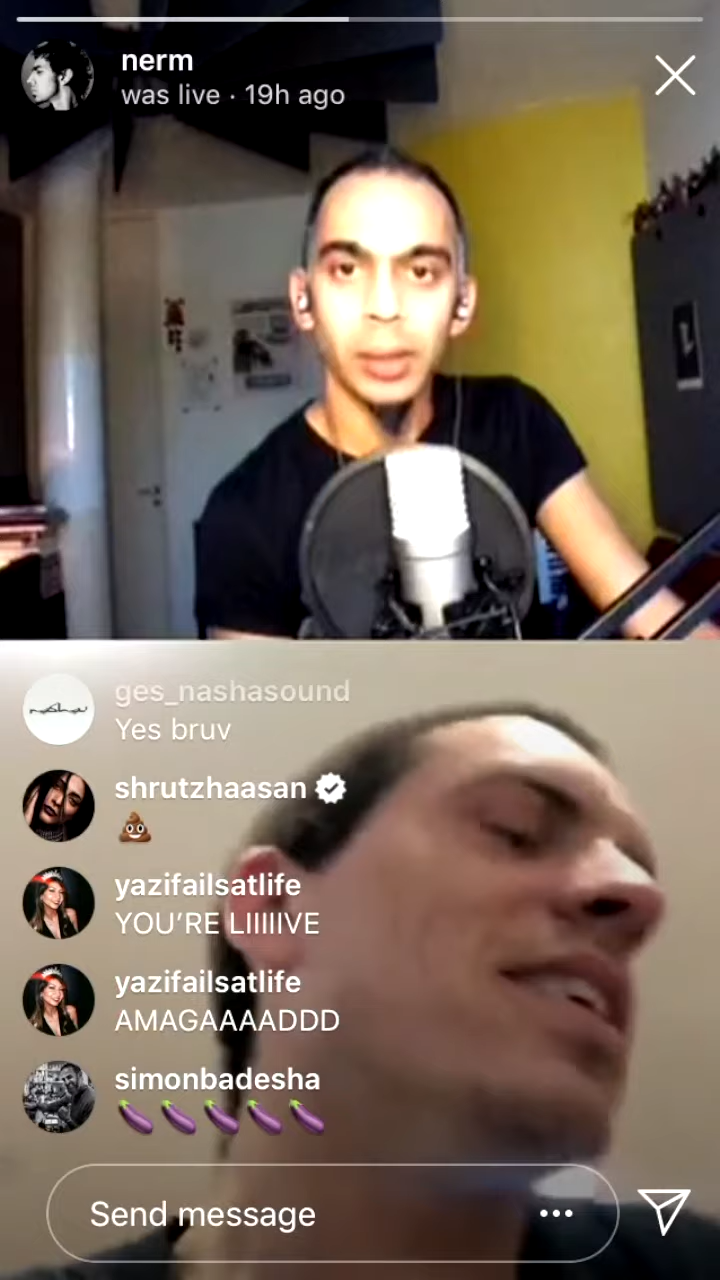 nerm
was live · 19h ago
ges_nashasound
Yes bruv
shrutzhaasan
💩
yazifailsatlife
YOU’RE LIIIIIVE
yazifailsatlife
AMAGAAAADDD
simonbadesha
🍆🍆🍆🍆🍆
Send message